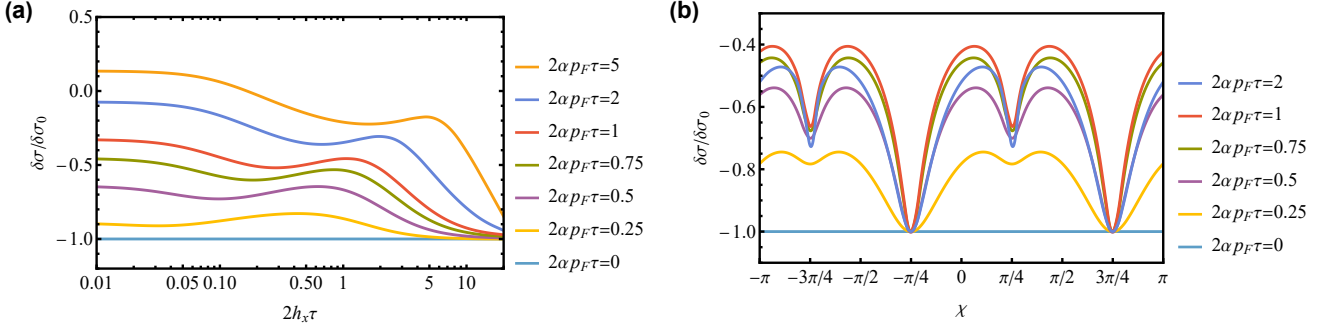 (a)
0.5
0.0
−0.5
−1.0
δσ/δσ0
0.01
0.05 0.10
0.50
1
5
10
2hxτ
2αpFτ=5
2αpFτ=2
2αpFτ=1
2αpFτ=0.75
2αpFτ=0.5
2αpFτ=0.25
2αpFτ=0
(b)
−0.4
−0.6
−0.8
−1.0
δσ/δσ0
−π
−3π/4
−π/2
−π/4
0
π/4
π/2
3π/4
π
χ
2αpFτ=2
2αpFτ=1
2αpFτ=0.75
2αpFτ=0.5
2αpFτ=0.25
2αpFτ=0